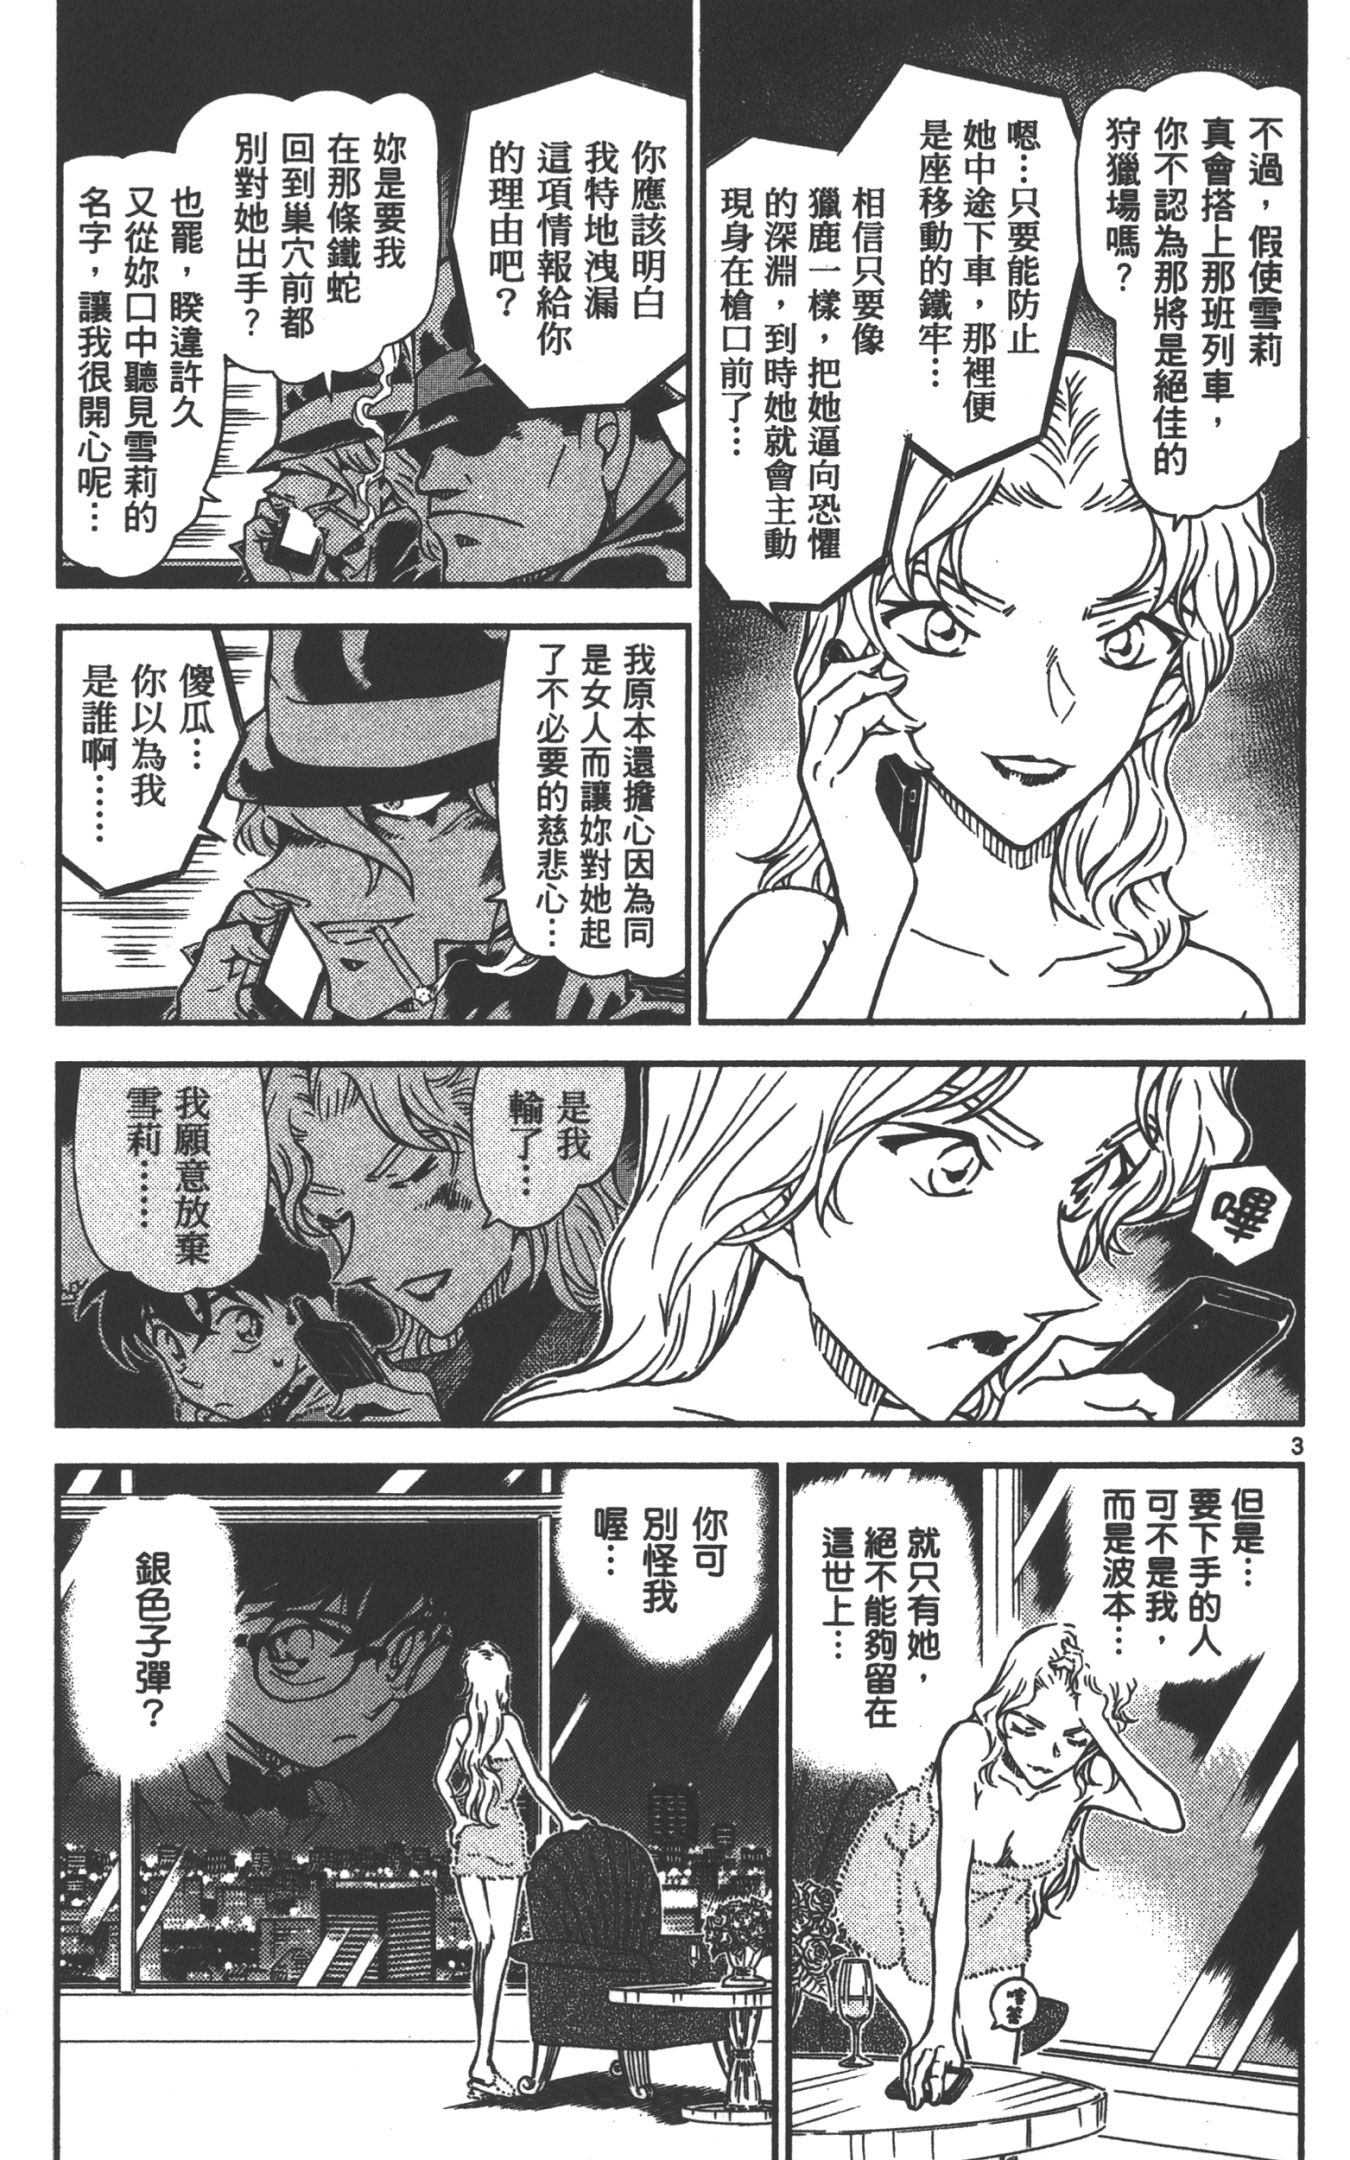 不過，假使雪莉
真會搭上那班列車，
你不認為那將是絕佳的
狩獵場嗎？
嗯…只要能防止
她中途下車，那裡便
是座移動的鐵牢…
相信只要像
獵鹿一樣，把她逼向恐懼
的深淵，到時她就會主動
現身在槍口前了…
你應該明白
我特地洩漏
這項情報給你
的理由吧？
妳是要我
在那條鐵蛇
回到巢穴前都
別對她出手？
也罷，睽違許久
又從妳口中聽見雪莉的
名字，讓我很開心呢…
我原本還擔心因為同
是女人而讓妳對她起
了不必要的慈悲心…
傻瓜…
你以為我
是誰啊……
嗶
是我
輸了…
我願意放棄
雪莉……
3
但是…
要下手的人
可不是我，
而是波本…
就只有她，
絕不能夠留在
這世上…
喀答
你可
別怪我
喔…
銀色子彈？